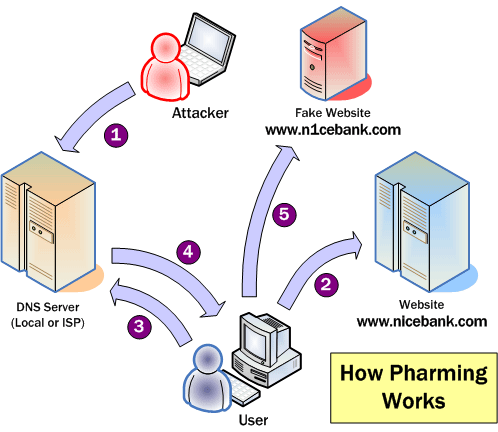 Attacker
Fake Website
www.n1cebank.com
1
4
5
2
3
DNS Server
(Local or ISP)
Website
www.nicebank.com
User
How Pharming
Works